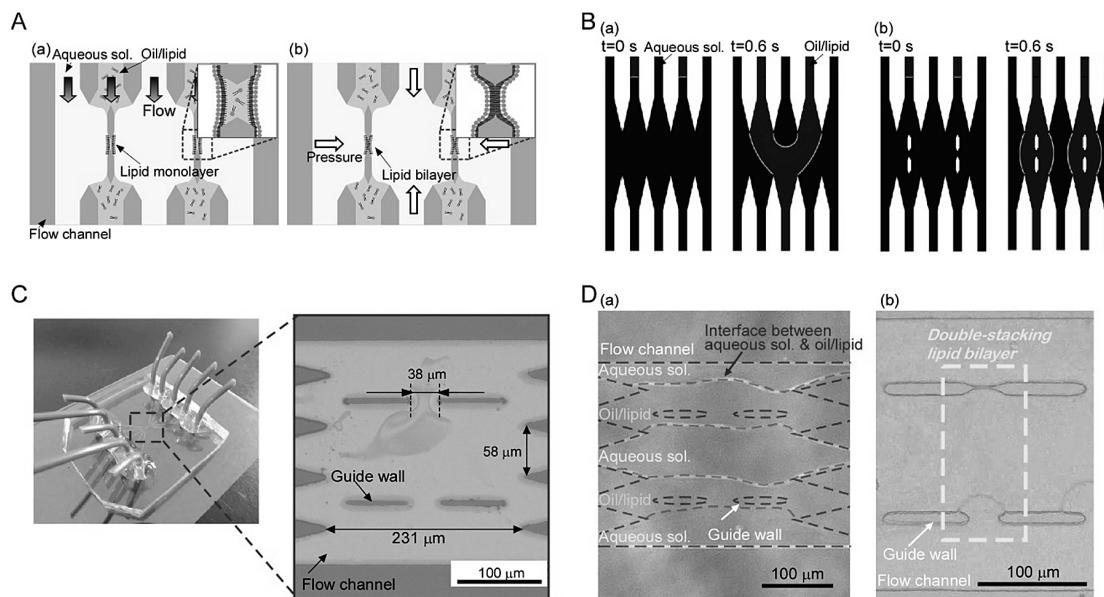 A
(a)
Aqueous sol.
Oil/lipid
Flow
Lipid monolayer
Flow channel
(b)
Pressure
Lipid bilayer
B
(a)
t=0 s
Aqueous sol.
t=0.6 s
Oil/lipid
(b)
t=0 s
t=0.6 s
C
38 μm
58 μm
Guide wall
231 μm
Flow channel
100 μm
D
(a)
Interface between
aqueous sol. & oil/lipid
Flow channel
Aqueous sol.
Oil/lipid
Aqueous sol.
Oil/lipid
Guide wall
Aqueous sol.
100 μm
(b)
Double-stacking
lipid bilayer
Guide wall
Flow channel
100 μm